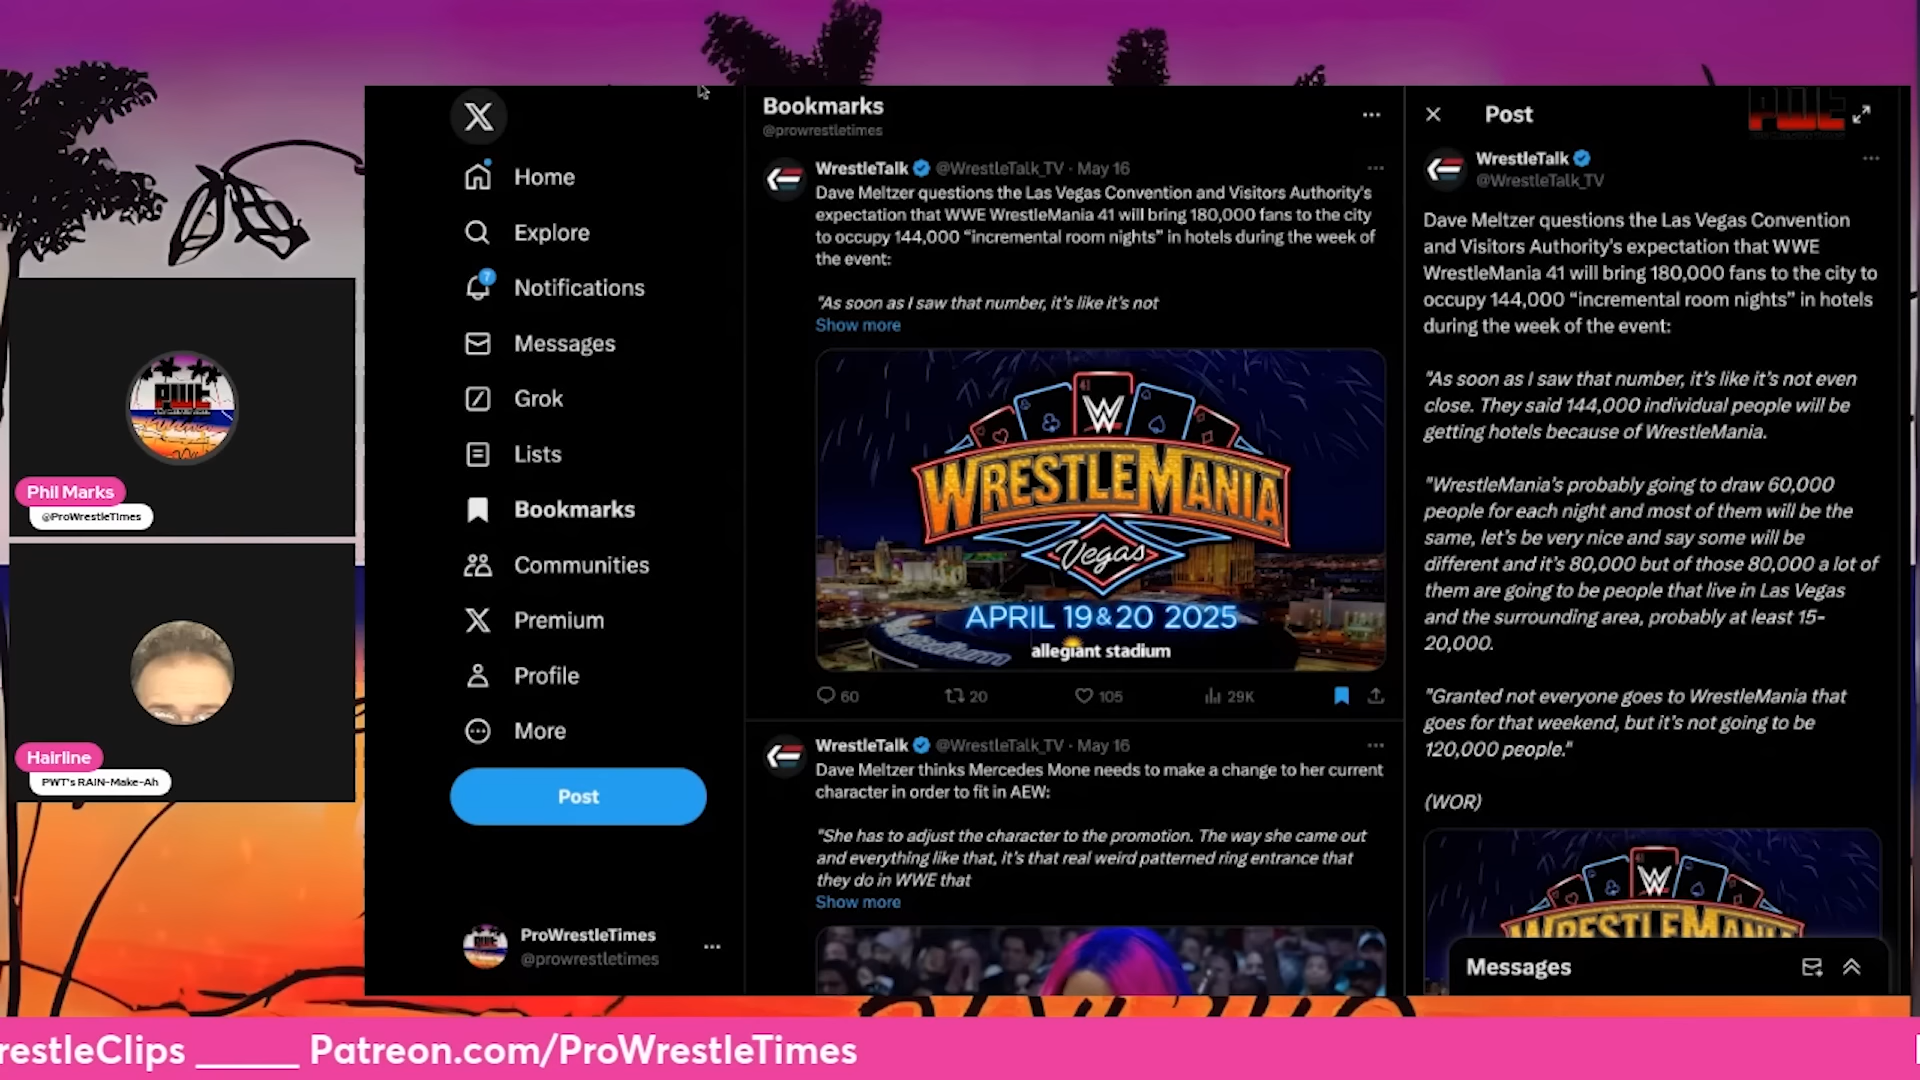 Phil Marks
@ProWrestleTimes
Hairline
PWT's RAIN-Make-Ah
Home
Explore
7
Notifications
Messages
Grok
Lists
Bookmarks
Communities
Premium
Profile
More
Post
ProWrestleTimes
@prowrestletimes
Bookmarks
@prowrestletimes
WrestleTalk @WrestleTalk_TV · May 16
Dave Meltzer questions the Las Vegas Convention and Visitors Authority's
expectation that WWE WrestleMania 41 will bring 180,000 fans to the city
to occupy 144,000 “incremental room nights” in hotels during the week of
the event:
"As soon as I saw that number, it's like it's not
Show more
41
W
WRESTLEMANIA
Vegas
APRIL 19 & 20 2025
allegiant stadium
60
20
105
29K
WrestleTalk @WrestleTalk_TV · May 16
Dave Meltzer thinks Mercedes Mone needs to make a change to her current
character in order to fit in AEW:
"She has to adjust the character to the promotion. The way she came out
and everything like that, it's that real weird patterned ring entrance that
they do in WWE that
Show more
Post
PWT
WrestleTalk
@WrestleTalk_TV
Dave Meltzer questions the Las Vegas Convention
and Visitors Authority's expectation that WWE
WrestleMania 41 will bring 180,000 fans to the city to
occupy 144,000 “incremental room nights” in hotels
during the week of the event:
"As soon as I saw that number, it's like it's not even
close. They said 144,000 individual people will be
getting hotels because of WrestleMania.
"WrestleMania's probably going to draw 60,000
people for each night and most of them will be the
same, let's be very nice and say some will be
different and it's 80,000 but of those 80,000 a lot of
them are going to be people that live in Las Vegas
and the surrounding area, probably at least 15-
20,000.
"Granted not everyone goes to WrestleMania that
goes for that weekend, but it's not going to be
120,000 people."
(WOR)
41
W
WRESTLEMANIA
Messages
restleClips ______ Patreon.com/ProWrestleTimes